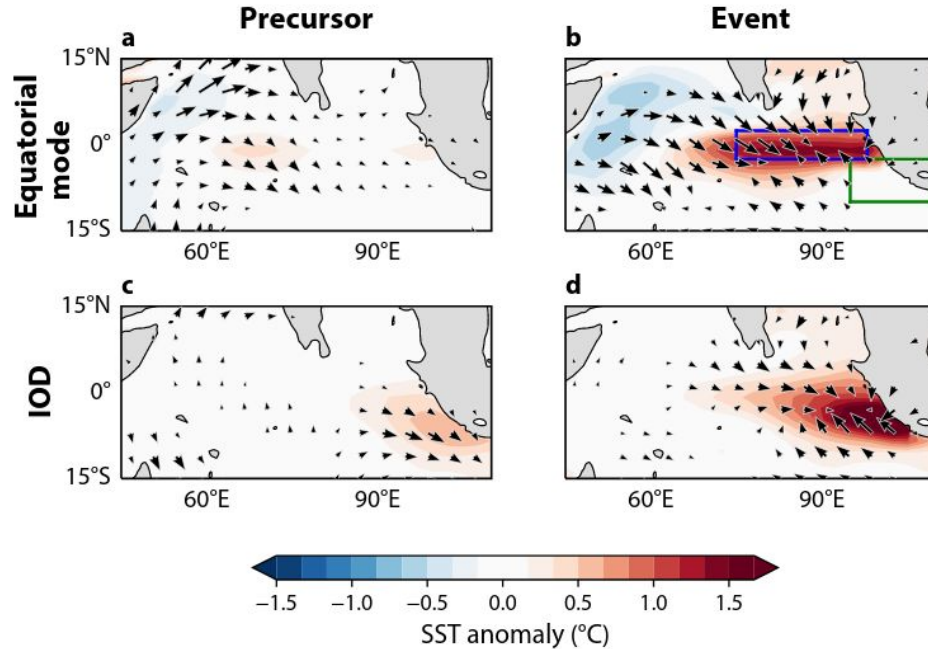 Precursor
Event
a
b
Equatorial
mode
15°N
0°
15°S
60°E
90°E
60°E
90°E
c
d
IOD
15°N
0°
15°S
60°E
90°E
60°E
90°E
−1.5
−1.0
−0.5
0.0
0.5
1.0
1.5
SST anomaly (°C)